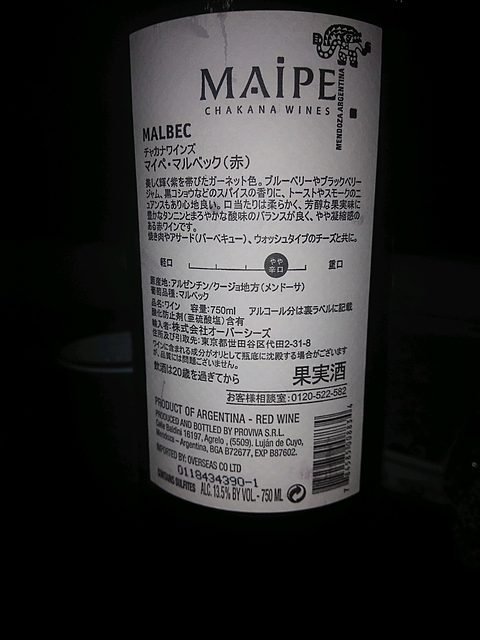 MAiPE
CHAKANA WINES
MENDOZA ARGENTINA
MALBEC
チャカナワインズ
マイペ・マルベック(赤)
美しく輝く紫を帯びたガーネット色。ブルーベリーやブラックベリー
ジャム、黒コショウなどのスパイスの香りに、トーストやスモークのニ
ュアンスもあり心地良い。口当たりは柔らかく、芳醇な果実味に
豊かなタンニンとまろやかな酸味のバランスが良く、やや凝縮感の
ある赤ワインです。
焼き肉やアサード(バーベキュー)、ウォッシュタイプのチーズと共に。
軽口 やや辛口 重口
原産地:アルゼンチン/クージョ地方(メンドーサ)
葡萄品種:マルベック
品名:ワイン 容量:750ml アルコール分は裏ラベルに記載
酸化防止剤(亜硫酸塩)含有
輸入者:株式会社オーバーシーズ
住所及び引取先:東京都世田谷区代田2-31-8
ワインに含まれる成分がオリとして瓶底に沈殿する場合がございます
が、品質には問題ございません。
飲酒は20歳を過ぎてから 果実酒
お客様相談室:0120-522-582
PRODUCT OF ARGENTINA - RED WINE
PRODUCED AND BOTTLED BY PROVIVA S.R.L.
Calle Baldini 16197, Agrelo, (5509). Luján de Cuyo,
Mendoza - Argentina, BGA B72677, EXP B87602.
IMPORTED BY: OVERSEAS CO LTD
0118434390-1
CONTAINS SULFITES ALC. 13.5% BY VOL. - 750 ML